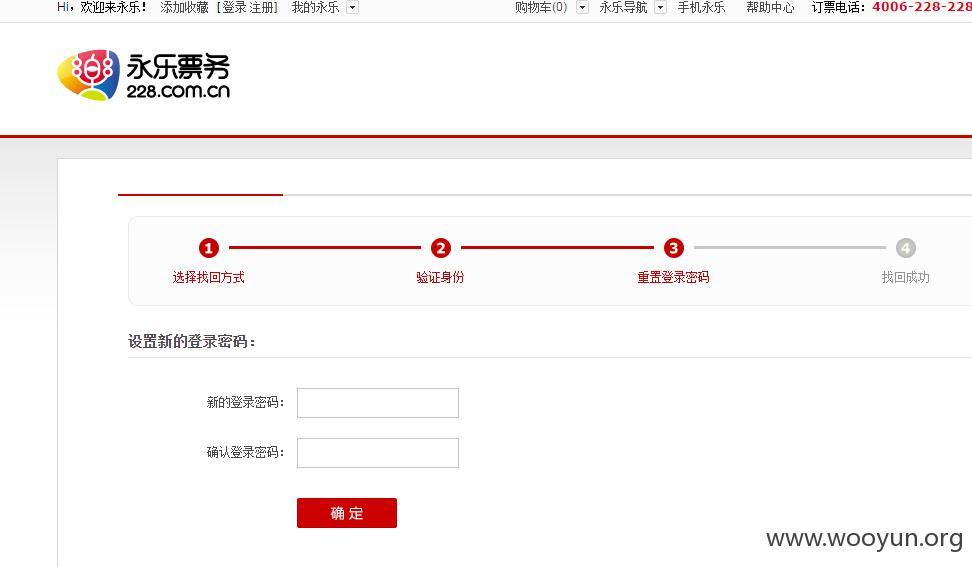 Hi，欢迎来永乐！ 添加收藏 [登录 注册] 我的永乐 购物车(0) 永乐导航 手机永乐 帮助中心 订票电话：4006-228-228
永乐票务
228.com.cn
1 2 3 4
选择找回方式 验证身份 重置登录密码 找回成功
设置新的登录密码：
新的登录密码：
确认登录密码：
确 定
www.wooyun.org